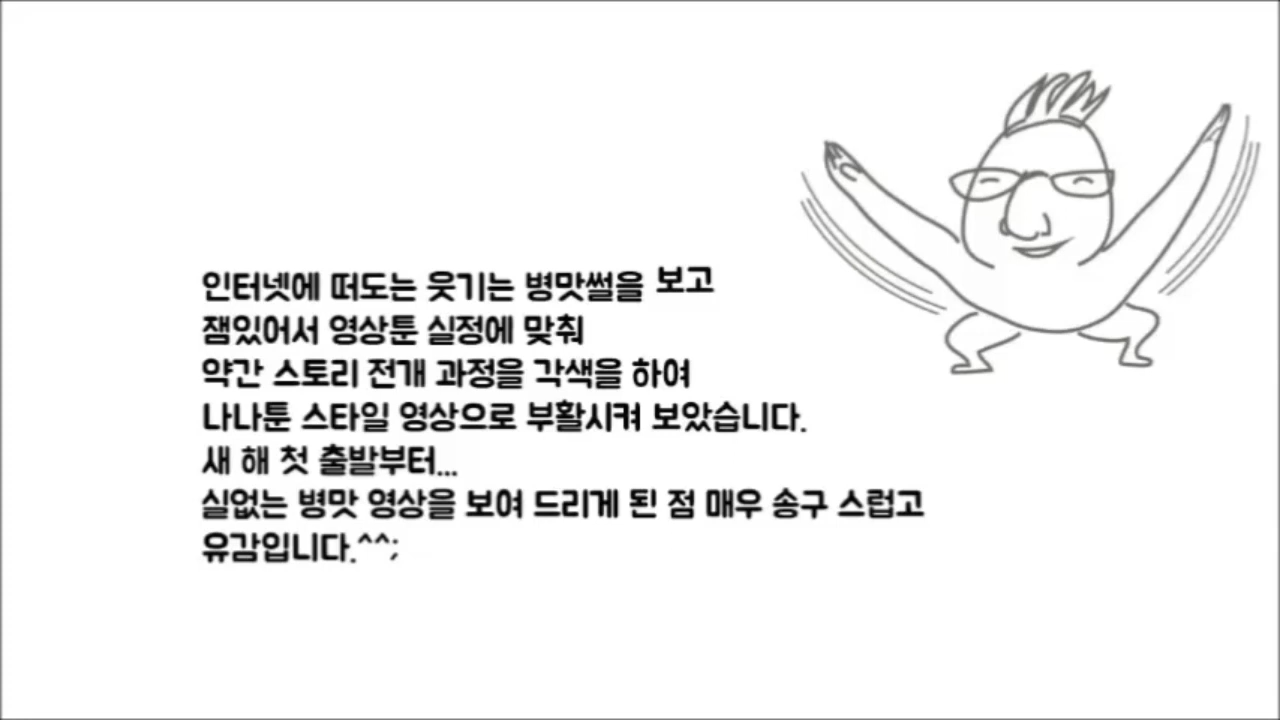 인터넷에 떠도는 웃기는 병맛썰을 보고
잼있어서 영상툰 실정에 맞춰
약간 스토리 전개 과정을 각색을 하여
나나툰 스타일 영상으로 부활시켜 보았습니다.
새 해 첫 출발부터...
실없는 병맛 영상을 보여 드리게 된 점 매우 송구 스럽고
유감입니다.^^;